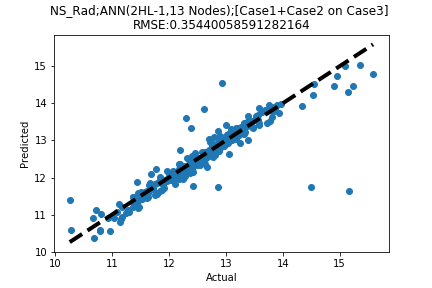 NS_Rad;ANN(2HL-1,13 Nodes);[Case1+Case2 on Case3]
RMSE:0.35440058591282164
15
14
13
12
11
10
Predicted
10 11 12 13 14 15
Actual